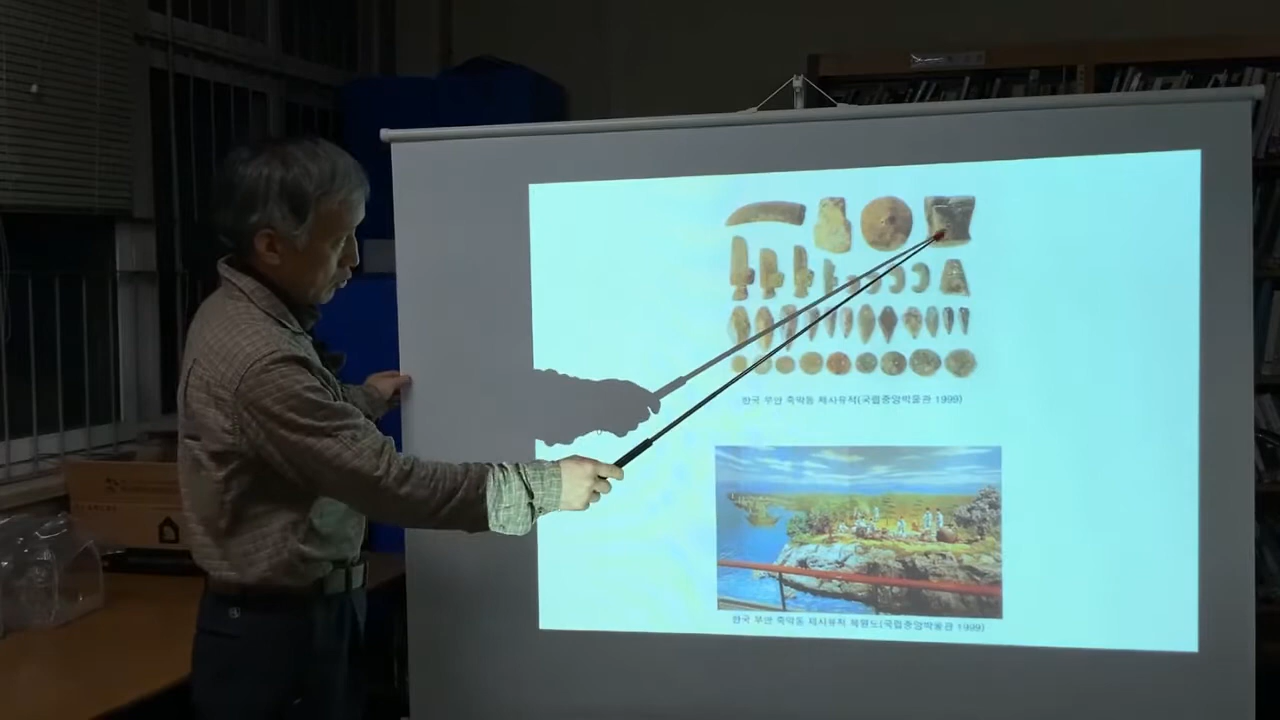 한국 부안 죽막동 제사유적(국립중앙박물관 1999)
한국 부안 죽막동 제사유적 복원도(국립중앙박물관 1999)